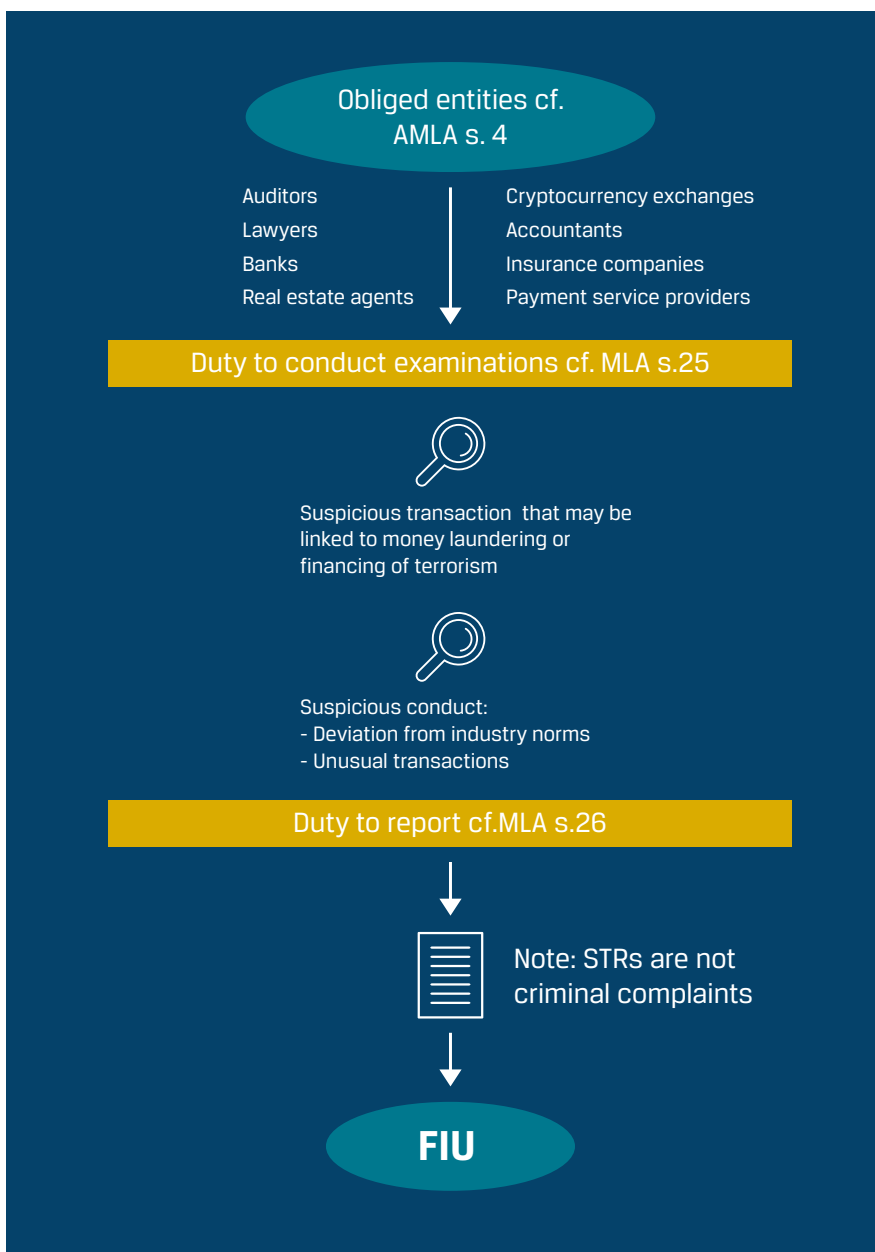 Obliged entities cf.
AMLA s. 4
Auditors
Lawyers
Banks
Real estate agents
Cryptocurrency exchanges
Accountants
Insurance companies
Payment service providers
Duty to conduct examinations cf. MLA s.25
Suspicious transaction  that may be
linked to money laundering or
financing of terrorism
Suspicious conduct:
- Deviation from industry norms
- Unusual transactions
Duty to report cf.MLA s.26
Note: STRs are not
criminal complaints
FIU